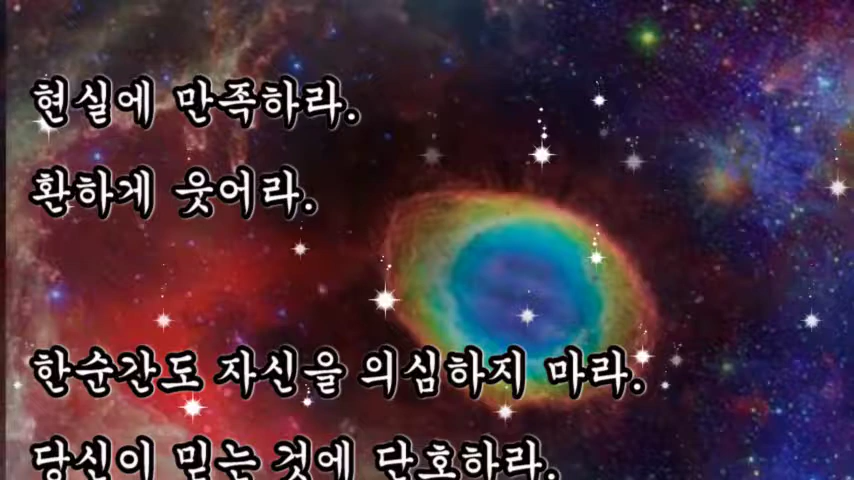 현실에 만족하라.
환하게 웃어라.
한순간도 자신을 의심하지 마라.
당신이 믿는 것에 단호하라.